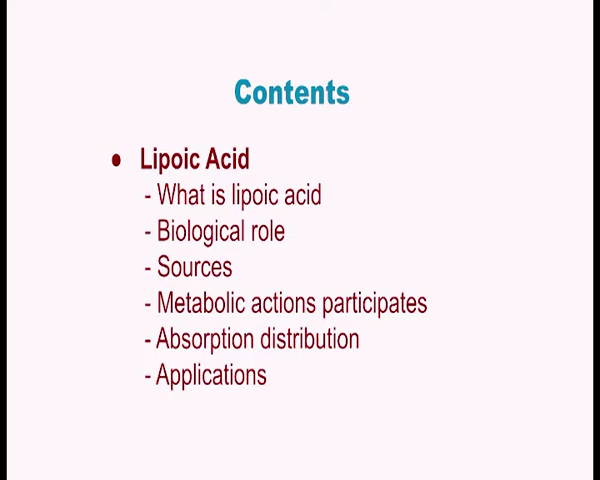 Contents
● Lipoic Acid
- What is lipoic acid
- Biological role
- Sources
- Metabolic actions participates
- Absorption distribution
- Applications